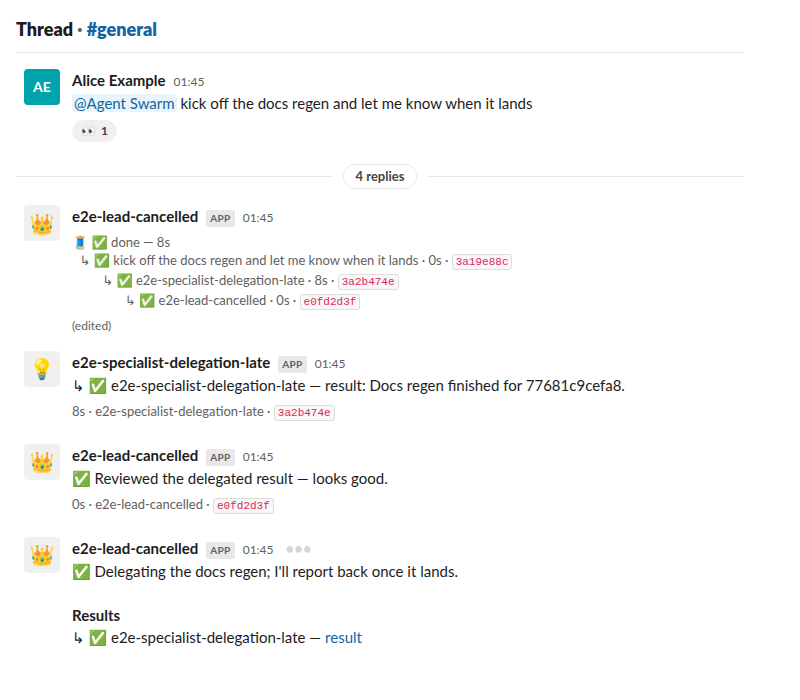 Thread • #general
AE
Alice Example 01:45
@Agent Swarm kick off the docs regen and let me know when it lands
👀 1
4 replies
e2e-lead-cancelled APP 01:45
🧵 ✅ done — 8s
↳ ✅ kick off the docs regen and let me know when it lands · 0s · 3a19e88c
↳ ✅ e2e-specialist-delegation-late · 8s · 3a2b474e
↳ ✅ e2e-lead-cancelled · 0s · e0fd2d3f
(edited)
e2e-specialist-delegation-late APP 01:45
↳ ✅ e2e-specialist-delegation-late — result: Docs regen finished for 77681c9cefa8.
8s · e2e-specialist-delegation-late · 3a2b474e
e2e-lead-cancelled APP 01:45
✅ Reviewed the delegated result — looks good.
0s · e2e-lead-cancelled · e0fd2d3f
e2e-lead-cancelled APP 01:45
✅ Delegating the docs regen; I'll report back once it lands.
Results
↳ ✅ e2e-specialist-delegation-late — result